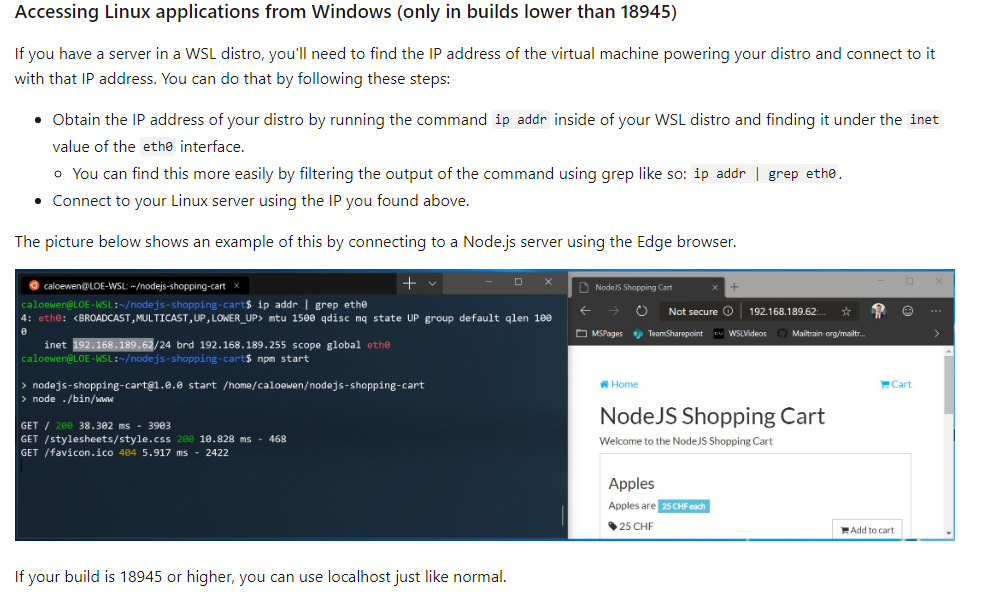 Accessing Linux applications from Windows (only in builds lower than 18945)
If you have a server in a WSL distro, you'll need to find the IP address of the virtual machine powering your distro and connect to it
with that IP address. You can do that by following these steps:
• Obtain the IP address of your distro by running the command ip addr inside of your WSL distro and finding it under the inet
value of the eth0 interface.
○ You can find this more easily by filtering the output of the command using grep like so: ip addr | grep eth0.
• Connect to your Linux server using the IP you found above.
The picture below shows an example of this by connecting to a Node.js server using the Edge browser.
caloewen@LOE-WSL: ~/nodejs-shopping-cart ×
caloewen@LOE-WSL:~/nodejs-shopping-cart$ ip addr | grep eth0
4: eth0: <BROADCAST,MULTICAST,UP,LOWER_UP> mtu 1500 qdisc mq state UP group default qlen 100
0
inet 192.168.189.62/24 brd 192.168.189.255 scope global eth0
caloewen@LOE-WSL:~/nodejs-shopping-cart$ npm start
> nodejs-shopping-cart@1.0.0 start /home/caloewen/nodejs-shopping-cart
> node ./bin/www
GET / 200 38.302 ms - 3903
GET /stylesheets/style.css 200 10.828 ms - 468
GET /favicon.ico 404 5.917 ms - 2422
NodeJS Shopping Cart
Not secure 192.168.189.62:...
MSPages TeamSharepoint WSLVideos Mailtrain-org/mailtr...
Home Cart
NodeJS Shopping Cart
Welcome to the NodeJS Shopping Cart
Apples
Apples are 25 CHF each
25 CHF
Add to cart
If your build is 18945 or higher, you can use localhost just like normal.